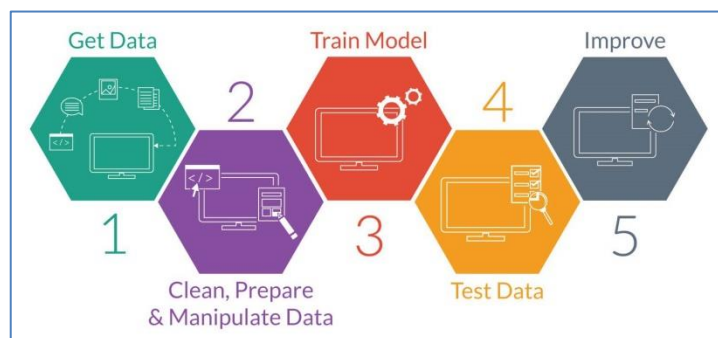 Get Data
1
2
Clean, Prepare
& Manipulate Data
Train Model
3
4
Test Data
Improve
5
</>
</>